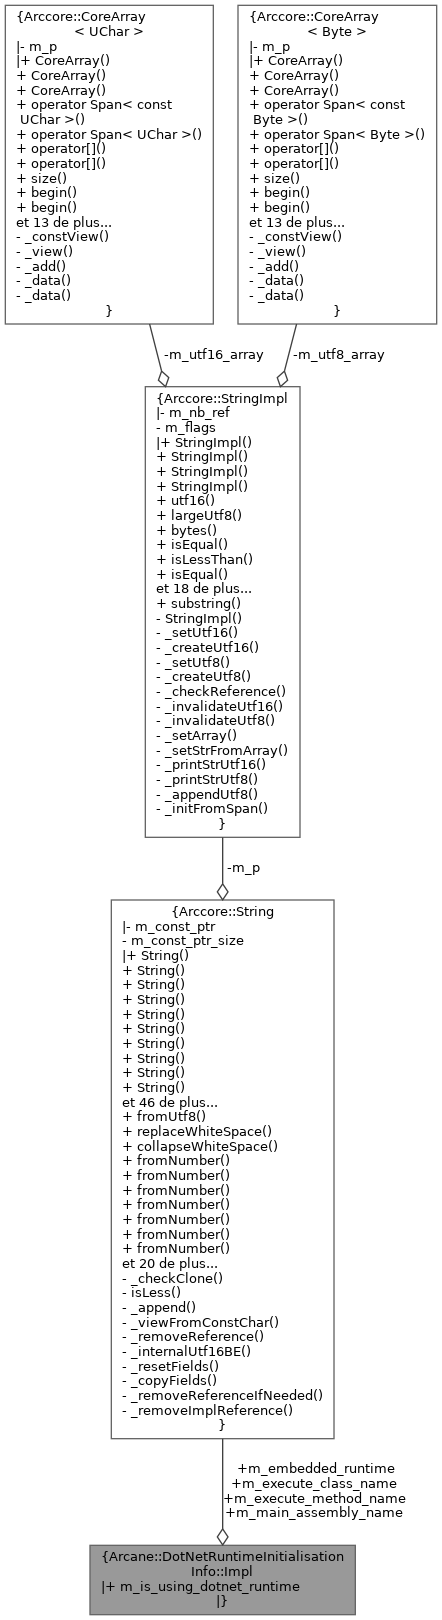 {Arccore::CoreArray
< UChar >
|- m_p
|+ CoreArray()
+ CoreArray()
+ CoreArray()
+ operator Span< const
UChar >()
+ operator Span< UChar >()
+ operator[]()
+ operator[]()
+ size()
+ begin()
+ begin()
et 13 de plus...
- _constView()
- _view()
- _add()
- _data()
- _data()
}
{Arccore::CoreArray
< Byte >
|- m_p
|+ CoreArray()
+ CoreArray()
+ CoreArray()
+ operator Span< const
Byte >()
+ operator Span< Byte >()
+ operator[]()
+ operator[]()
+ size()
+ begin()
+ begin()
et 13 de plus...
- _constView()
- _view()
- _add()
- _data()
- _data()
}
-m_utf16_array
-m_utf8_array
{Arccore::StringImpl
|- m_nb_ref
- m_flags
|+ StringImpl()
+ StringImpl()
+ StringImpl()
+ StringImpl()
+ utf16()
+ largeUtf8()
+ bytes()
+ isEqual()
+ isLessThan()
+ isEqual()
et 18 de plus...
+ substring()
- StringImpl()
- _setUtf16()
- _createUtf16()
- _setUtf8()
- _createUtf8()
- _checkReference()
- _invalidateUtf16()
- _invalidateUtf8()
- _setArray()
- _setStrFromArray()
- _printStrUtf16()
- _printStrUtf8()
- _appendUtf8()
- _initFromSpan()
}
-m_p
{Arccore::String
|- m_const_ptr
- m_const_ptr_size
|+ String()
+ String()
+ String()
+ String()
+ String()
+ String()
+ String()
+ String()
+ String()
+ String()
et 46 de plus...
+ fromUtf8()
+ replaceWhiteSpace()
+ collapseWhiteSpace()
+ fromNumber()
+ fromNumber()
+ fromNumber()
+ fromNumber()
+ fromNumber()
+ fromNumber()
+ fromNumber()
et 20 de plus...
- _checkClone()
- isLess()
- _append()
- _viewFromConstChar()
- _removeReference()
- _internalUtf16BE()
- _resetFields()
- _copyFields()
- _removeReferenceIfNeeded()
- _removeImplReference()
}
+m_embedded_runtime
+m_execute_class_name
+m_execute_method_name
+m_main_assembly_name
{Arcane::DotNetRuntimeInitialisation
Info::Impl
|+ m_is_using_dotnet_runtime
|}